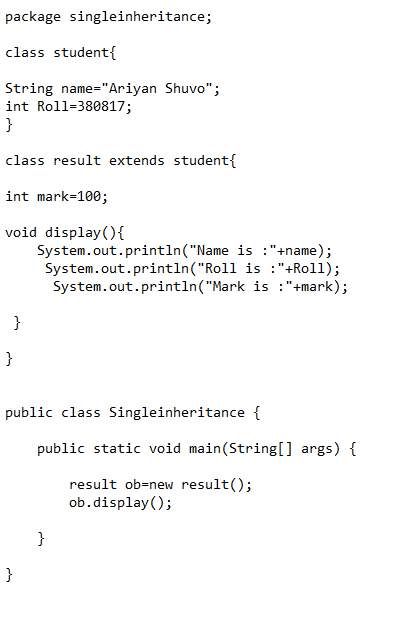 package singleinheritance;
class student{
String name="Ariyan Shuvo";
int Roll=380817;
}
class result extends student{
int mark=100;
void display(){
System.out.println("Name is :"+name);
System.out.println("Roll is :"+Roll);
System.out.println("Mark is :"+mark);
}
}
public class Singleinheritance {
public static void main(String[] args) {
result ob=new result();
ob.display();
}
}